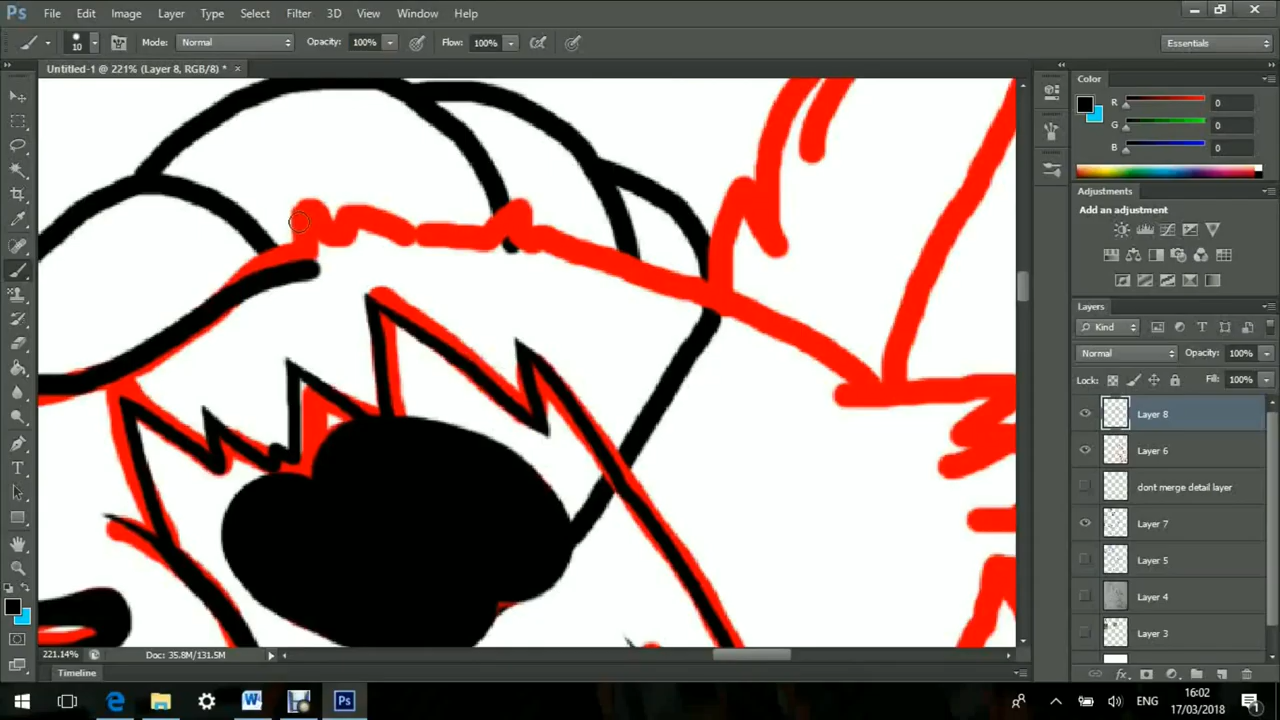 Ps File Edit Image Layer Type Select Filter 3D View Window Help
10 Mode: Normal Opacity: 100% Flow: 100% Essentials
Untitled-1 @ 221% (Layer 8, RGB/8) * ×
Color
R 0
G 0
B 0
Adjustments
Add an adjustment
Layers
Kind
Normal Opacity: 100%
Lock: Fill: 100%
Layer 8
Layer 6
dont merge detail layer
Layer 7
Layer 5
Layer 4
Layer 3
221.14% Doc: 35.8M/131.5M
Timeline
ENG 16:02
17/03/2018